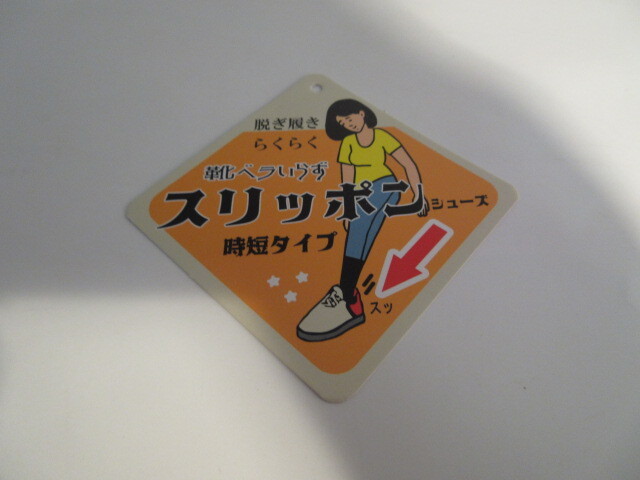 脱ぎ履き
らくらく
靴ベラいらず
スリッポンシューズ
時短タイプ
スッ